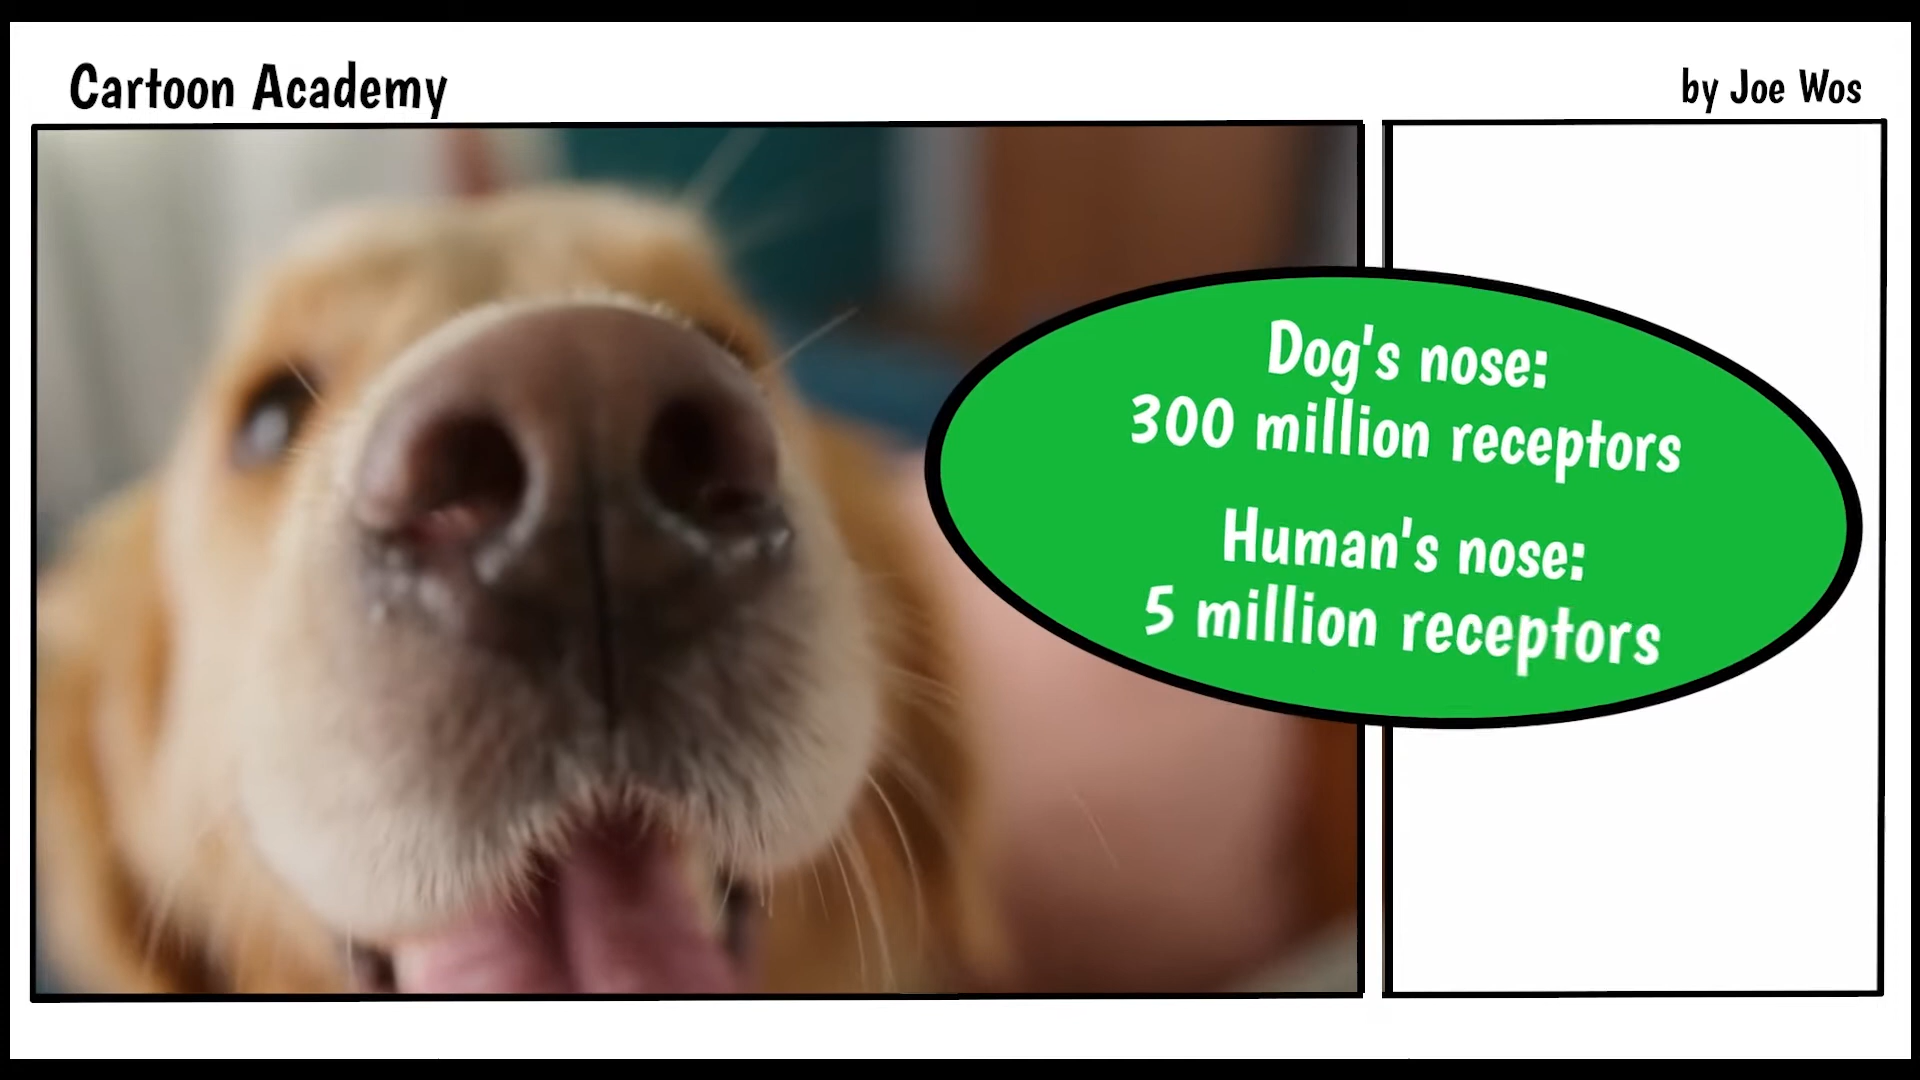 Cartoon Academy
by Joe Wos
Dog's nose:
300 million receptors
Human's nose:
5 million receptors